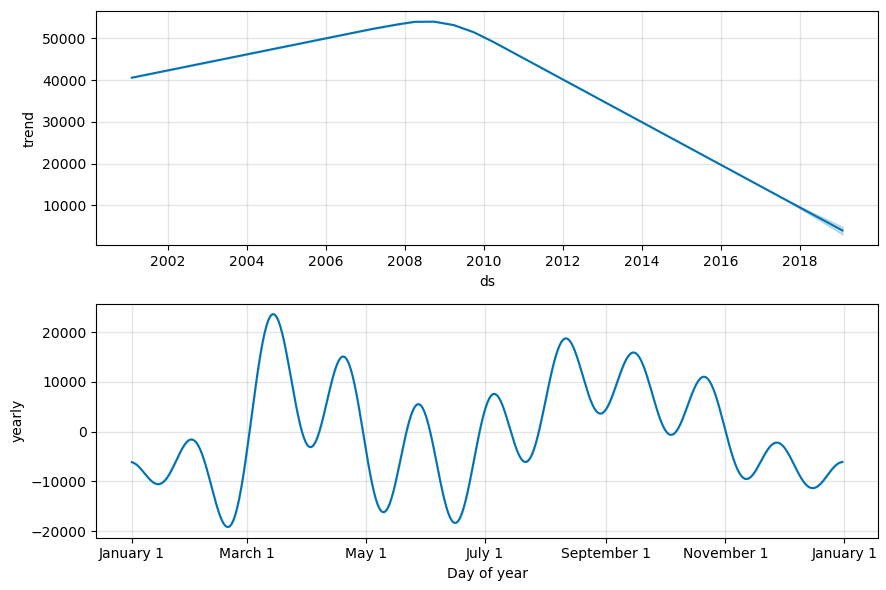 50000
40000
30000
20000
10000
trend
2002 2004 2006 2008 2010 2012 2014 2016 2018
ds
20000
10000
0
−10000
−20000
yearly
January 1 March 1 May 1 July 1 September 1 November 1 January 1
Day of year